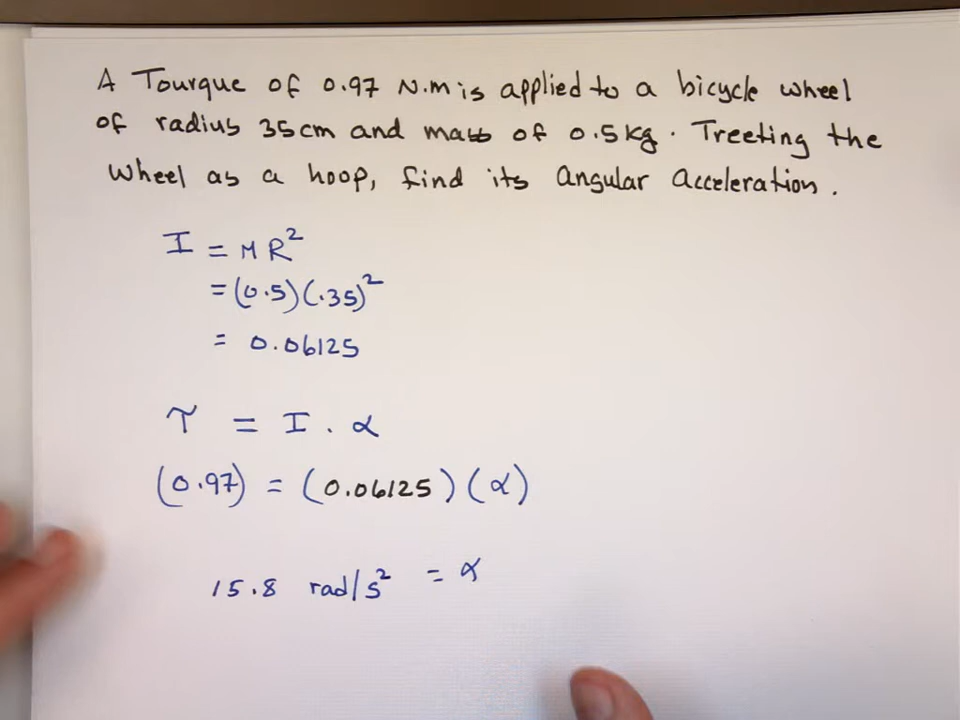 A Tourque of 0.97 N.m is applied to a bicycle wheel
of radius 35cm and mass of 0.5kg. Treeting the
wheel as a hoop, find its Angular Acceleration.
I = MR²
= (0.5)(.35)²
= 0.06125
τ = I . α
(0.97) = (0.06125)(α)
15.8 rad/s² = α